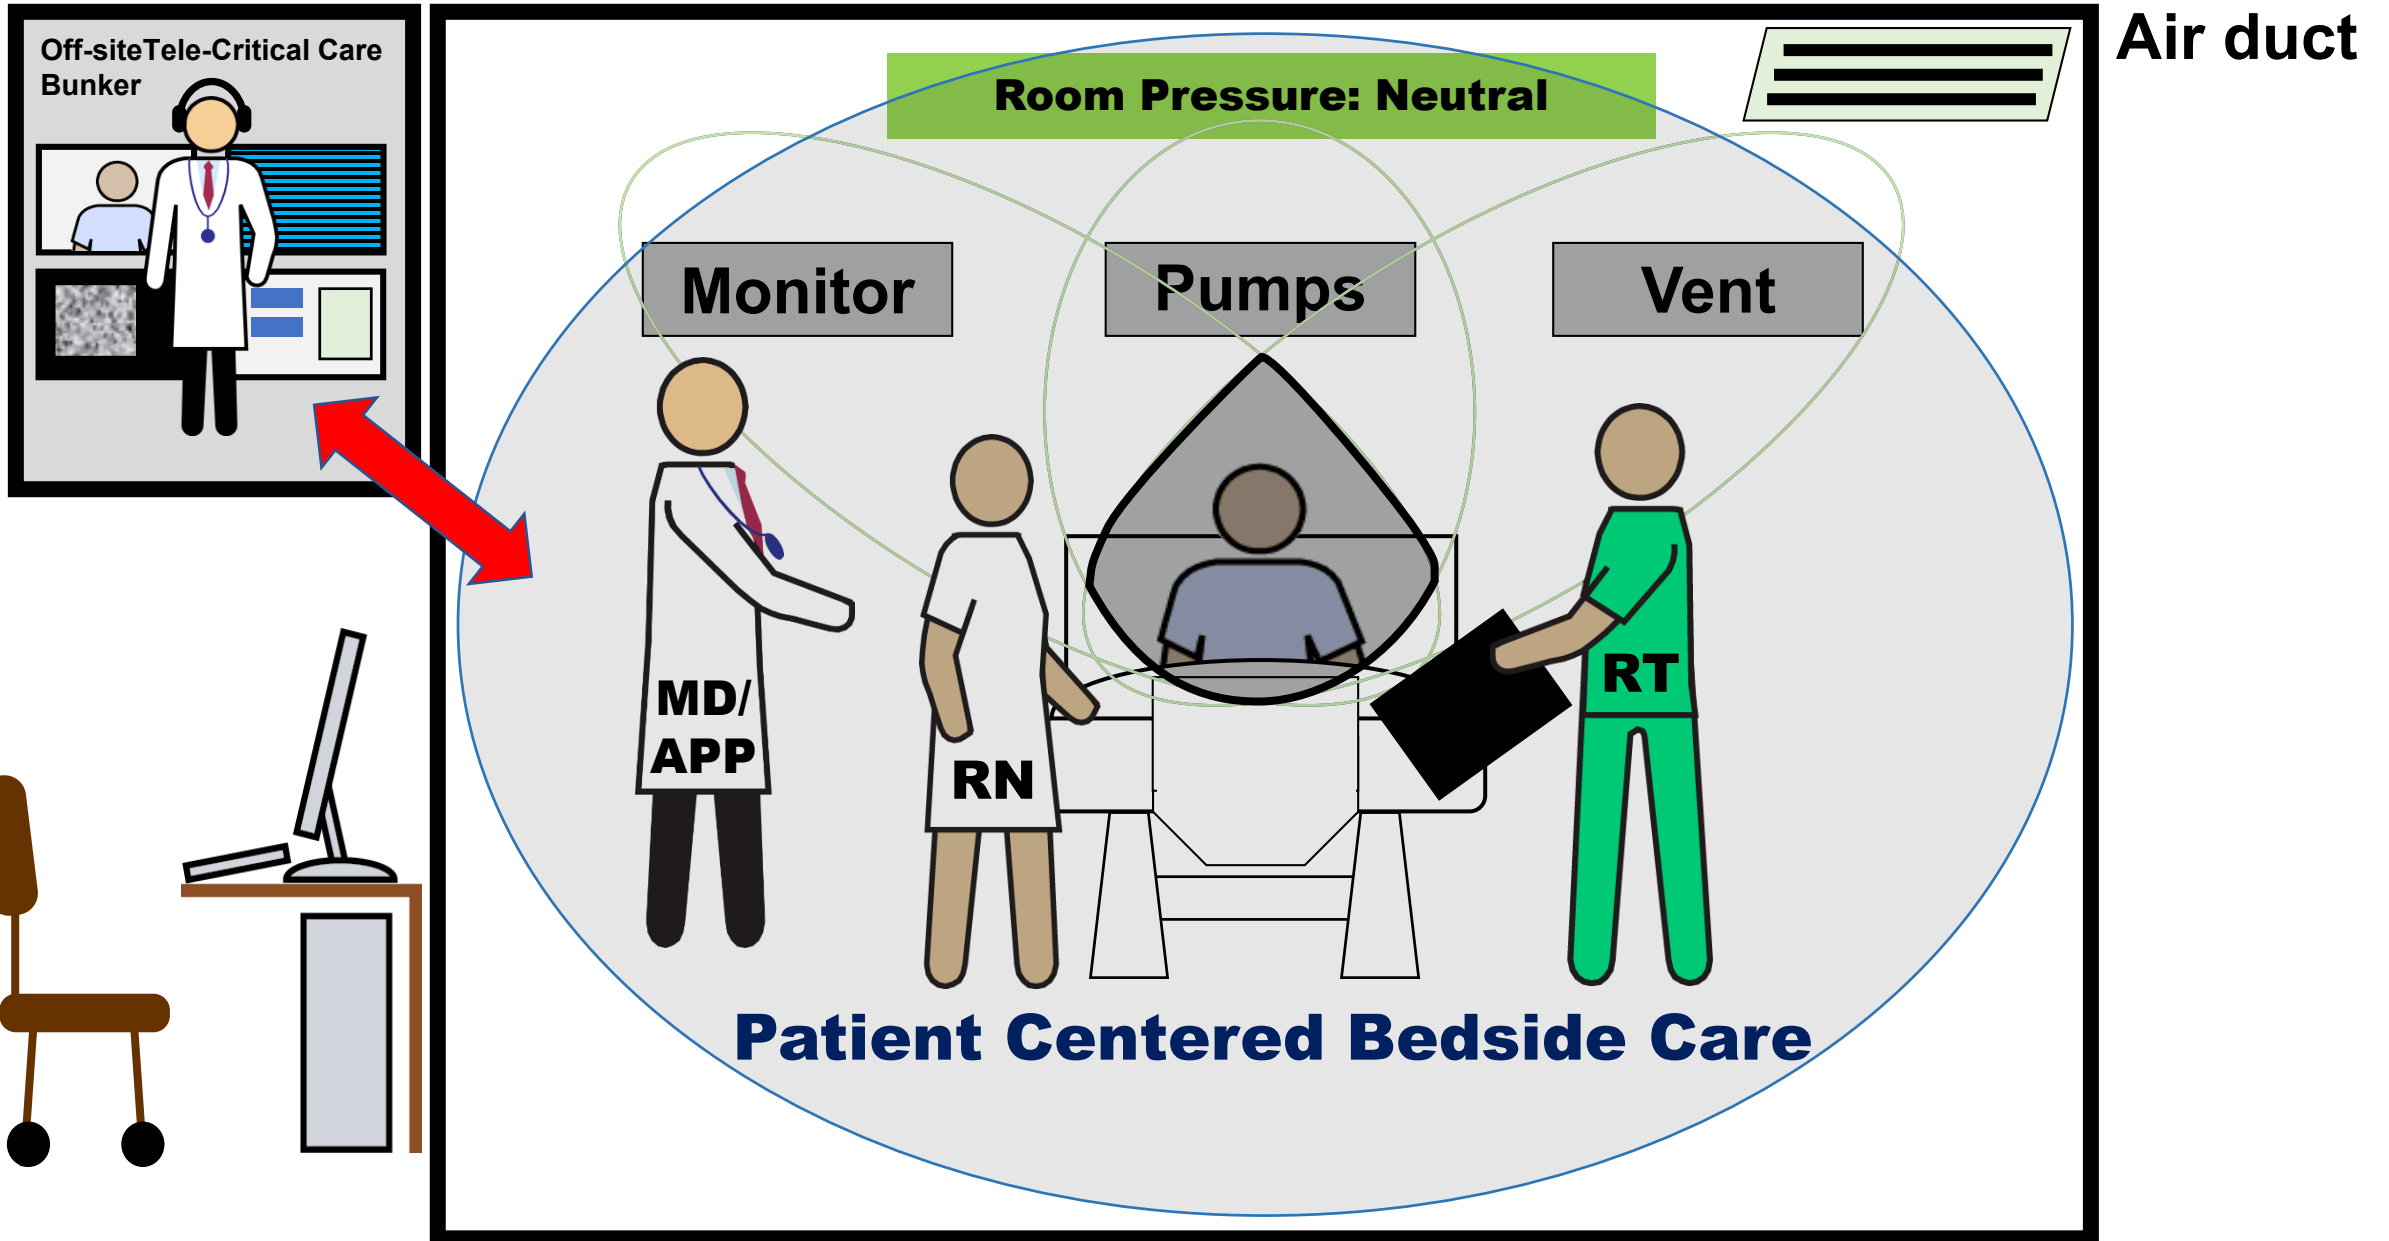 Off-siteTele-Critical Care
Bunker
Room Pressure: Neutral
Air duct
Monitor
Pumps
Vent
MD/
APP
RN
RT
Patient Centered Bedside Care